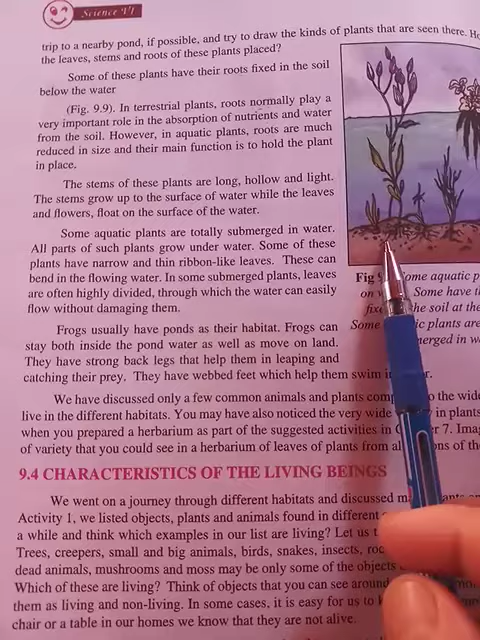 Science VI
trip to a nearby pond, if possible, and try to draw the kinds of plants that are seen there.
the leaves, stems and roots of these plants placed?
Some of these plants have their roots fixed in the soil
below the water
(Fig. 9.9). In terrestrial plants, roots normally play a
very important role in the absorption of nutrients and water
from the soil. However, in aquatic plants, roots are much
reduced in size and their main function is to hold the plant
in place.
The stems of these plants are long, hollow and light.
The stems grow up to the surface of water while the leaves
and flowers, float on the surface of the water.
Some aquatic plants are totally submerged in water.
All parts of such plants grow under water. Some of these
plants have narrow and thin ribbon-like leaves. These can
bend in the flowing water. In some submerged plants, leaves
are often highly divided, through which the water can easily
flow without damaging them.
Fig ome aquatic p
on Some have t
fix the soil at the
Some ic plants are
merged in w
Frogs usually have ponds as their habitat. Frogs can
stay both inside the pond water as well as move on land.
They have strong back legs that help them in leaping and
catching their prey. They have webbed feet which help them swim in r.
We have discussed only a few common animals and plants comp o the wide
live in the different habitats. You may have also noticed the very wide in plants
when you prepared a herbarium as part of the suggested activities in C r 7. Imag
of variety that you could see in a herbarium of leaves of plants from al ons of the
9.4 CHARACTERISTICS OF THE LIVING BEINGS
We went on a journey through different habitats and discussed m ants
Activity 1, we listed objects, plants and animals found in different
a while and think which examples in our list are living? Let us t
Trees, creepers, small and big animals, birds, snakes, insects, roc
dead animals, mushrooms and moss may be only some of the objects
Which of these are living? Think of objects that you can see around
them as living and non-living. In some cases, it is easy for us to k
chair or a table in our homes we know that they are not alive.